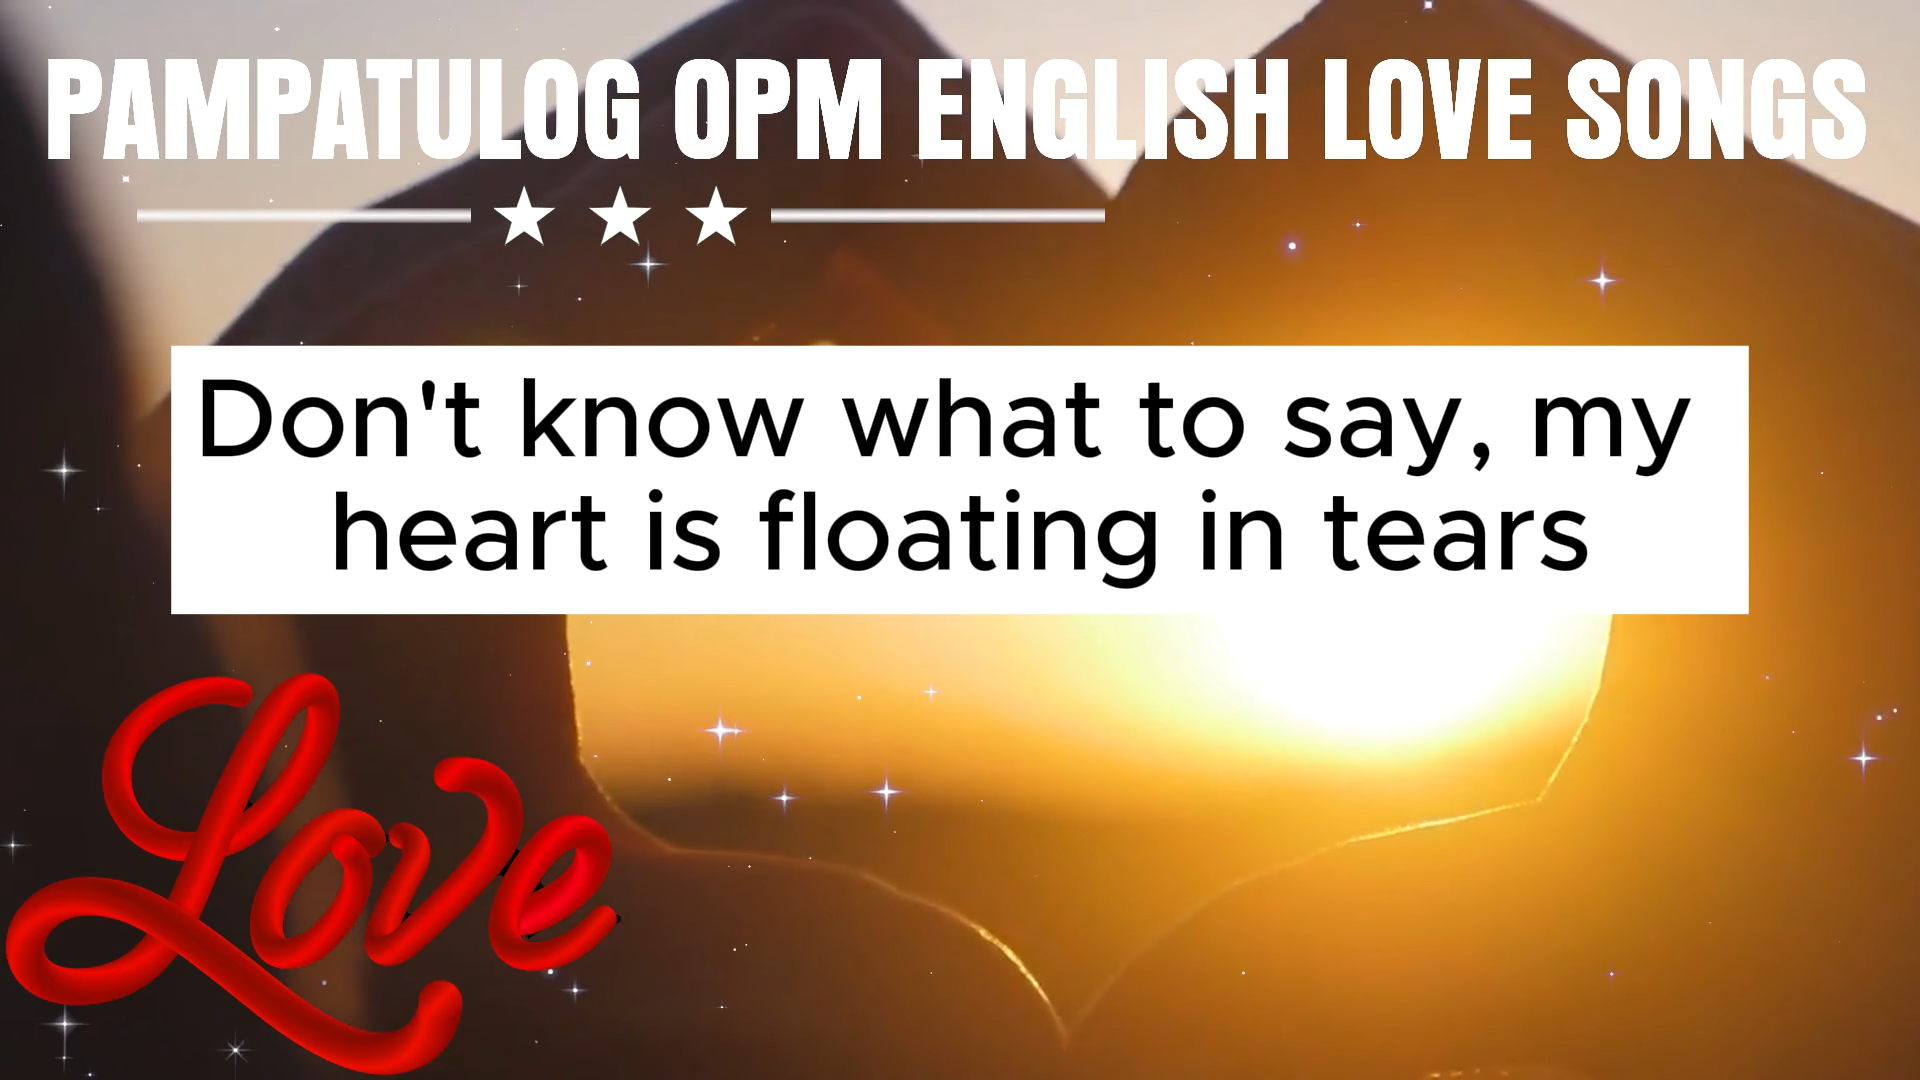 PAMPATULOG OPM ENGLISH LOVE SONGS
Don't know what to say, my
heart is floating in tears
Love